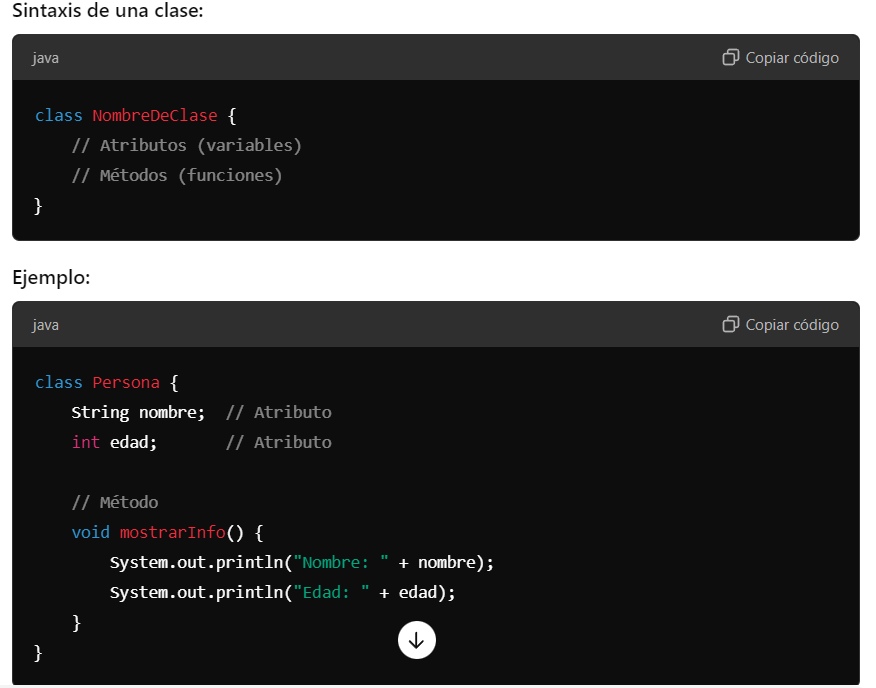 Sintaxis de una clase:
java
Copiar código
class NombreDeClase {
    // Atributos (variables)
    // Métodos (funciones)
}
Ejemplo:
java
Copiar código
class Persona {
    String nombre;  // Atributo
    int edad;       // Atributo
    // Método
    void mostrarInfo() {
        System.out.println("Nombre: " + nombre);
        System.out.println("Edad: " + edad);
    }
}